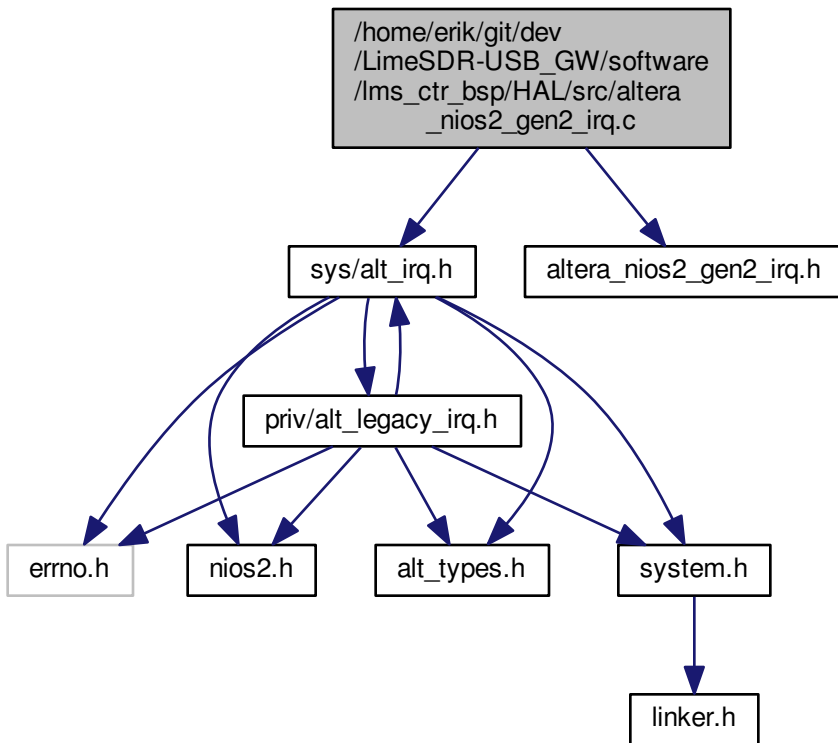 /home/erik/git/dev
/LimeSDR-USB_GW/software
/lms_ctr_bsp/HAL/src/altera
_nios2_gen2_irq.c
sys/alt_irq.h
altera_nios2_gen2_irq.h
priv/alt_legacy_irq.h
errno.h
nios2.h
alt_types.h
system.h
linker.h